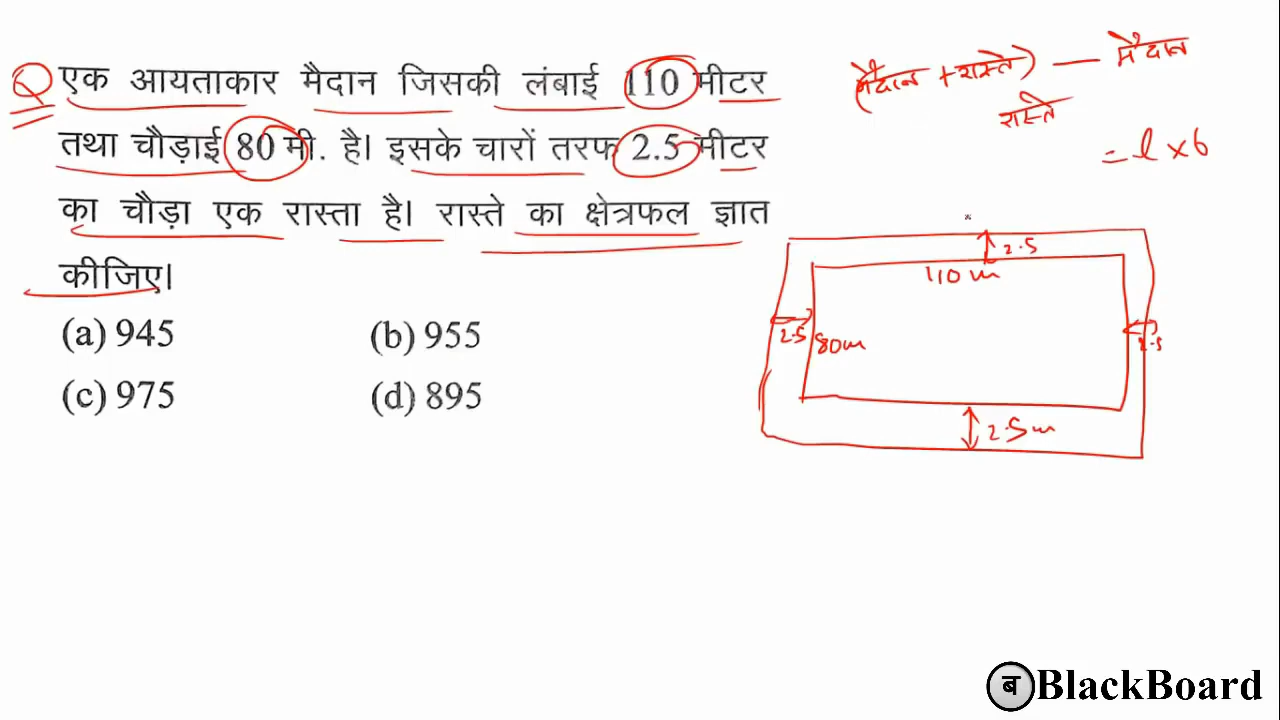 Q एक आयताकार मैदान जिसकी लंबाई 110 मीटर
तथा चौड़ाई 80 मी. है। इसके चारों तरफ 2.5 मीटर
का चौड़ा एक रास्ता है। रास्ते का क्षेत्रफल ज्ञात
कीजिए।
(a) 945 (b) 955
(c) 975 (d) 895
(मैदान + रास्ते) — मैदान
रास्ते
= l × b
2.5
110 m
2.5 80m 2.5
2.5 m
ब BlackBoard